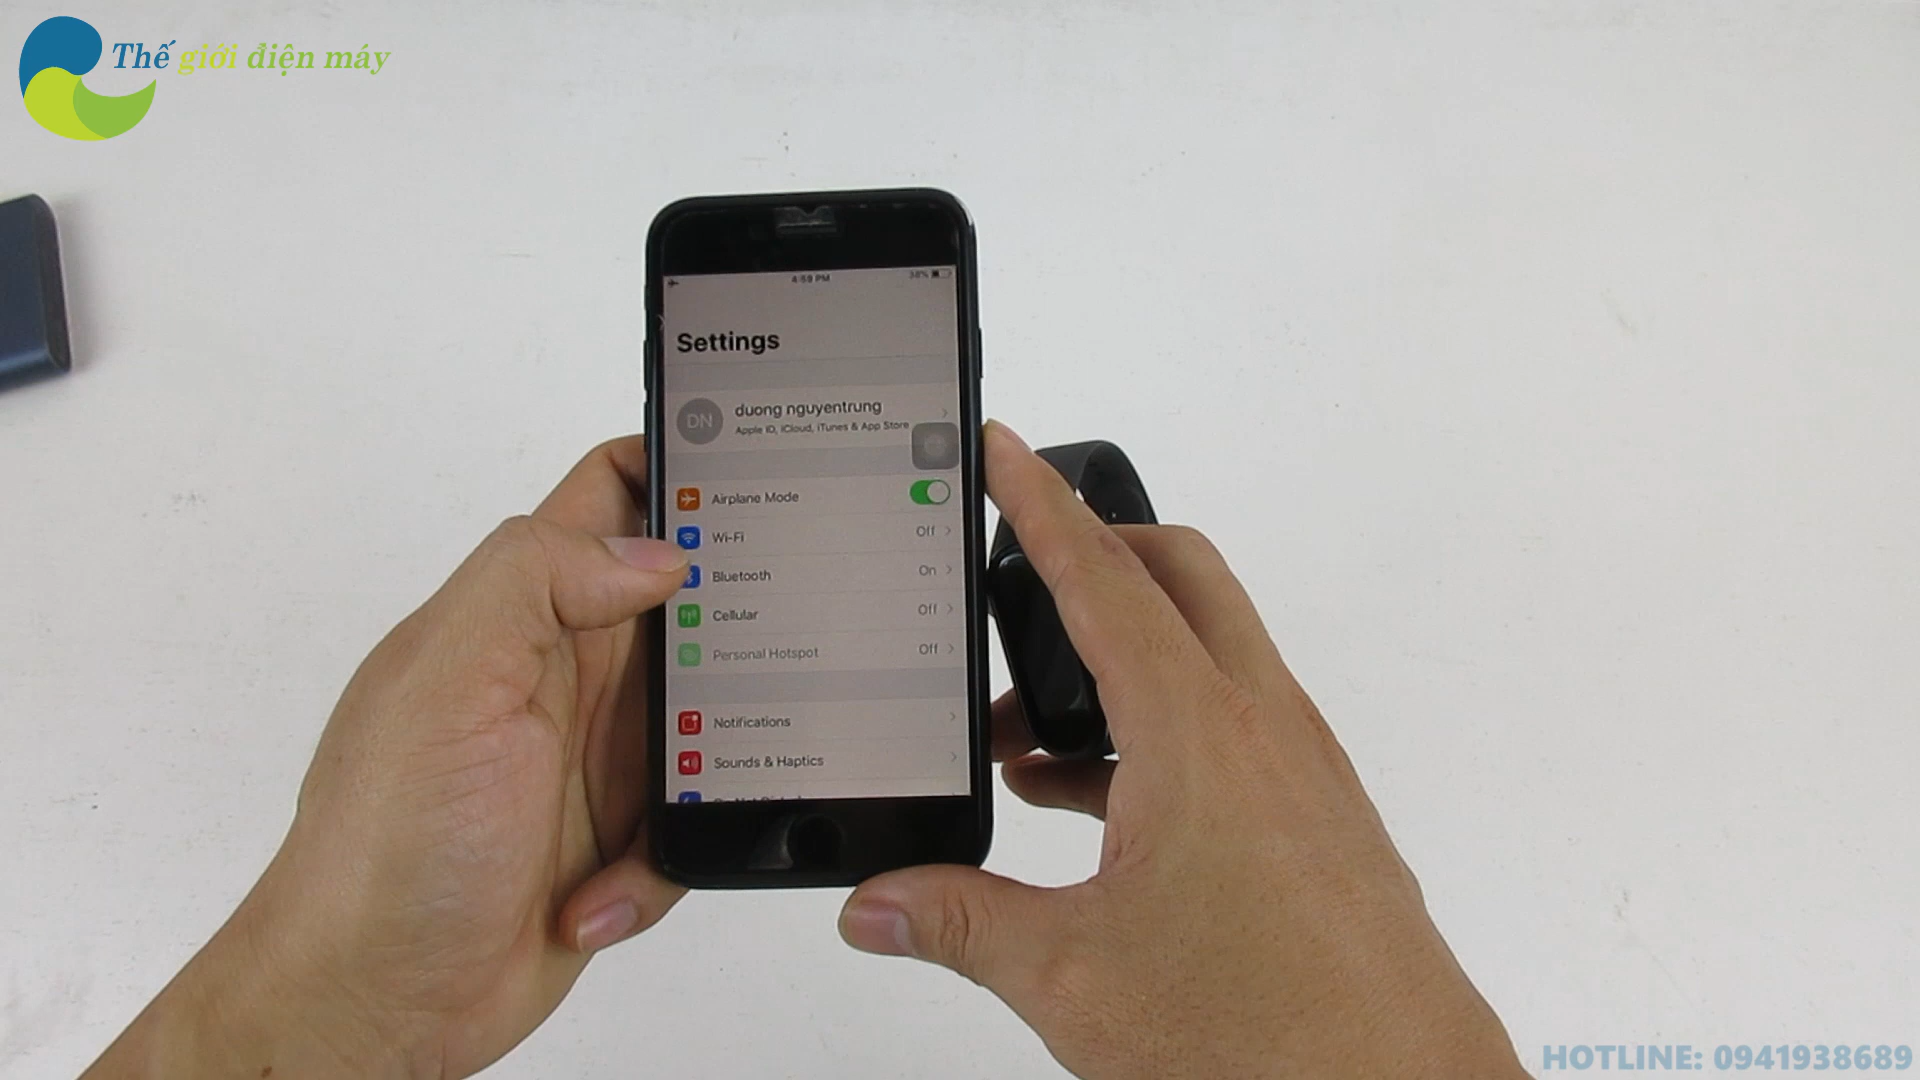 Thế giới điện máy
4:59 PM
38%
Settings
DN
duong nguyentrung
Apple ID, iCloud, iTunes & App Store
Airplane Mode
Wi-Fi Off
Bluetooth On
Cellular Off
Personal Hotspot Off
Notifications
Sounds & Haptics
HOTLINE: 0941938689